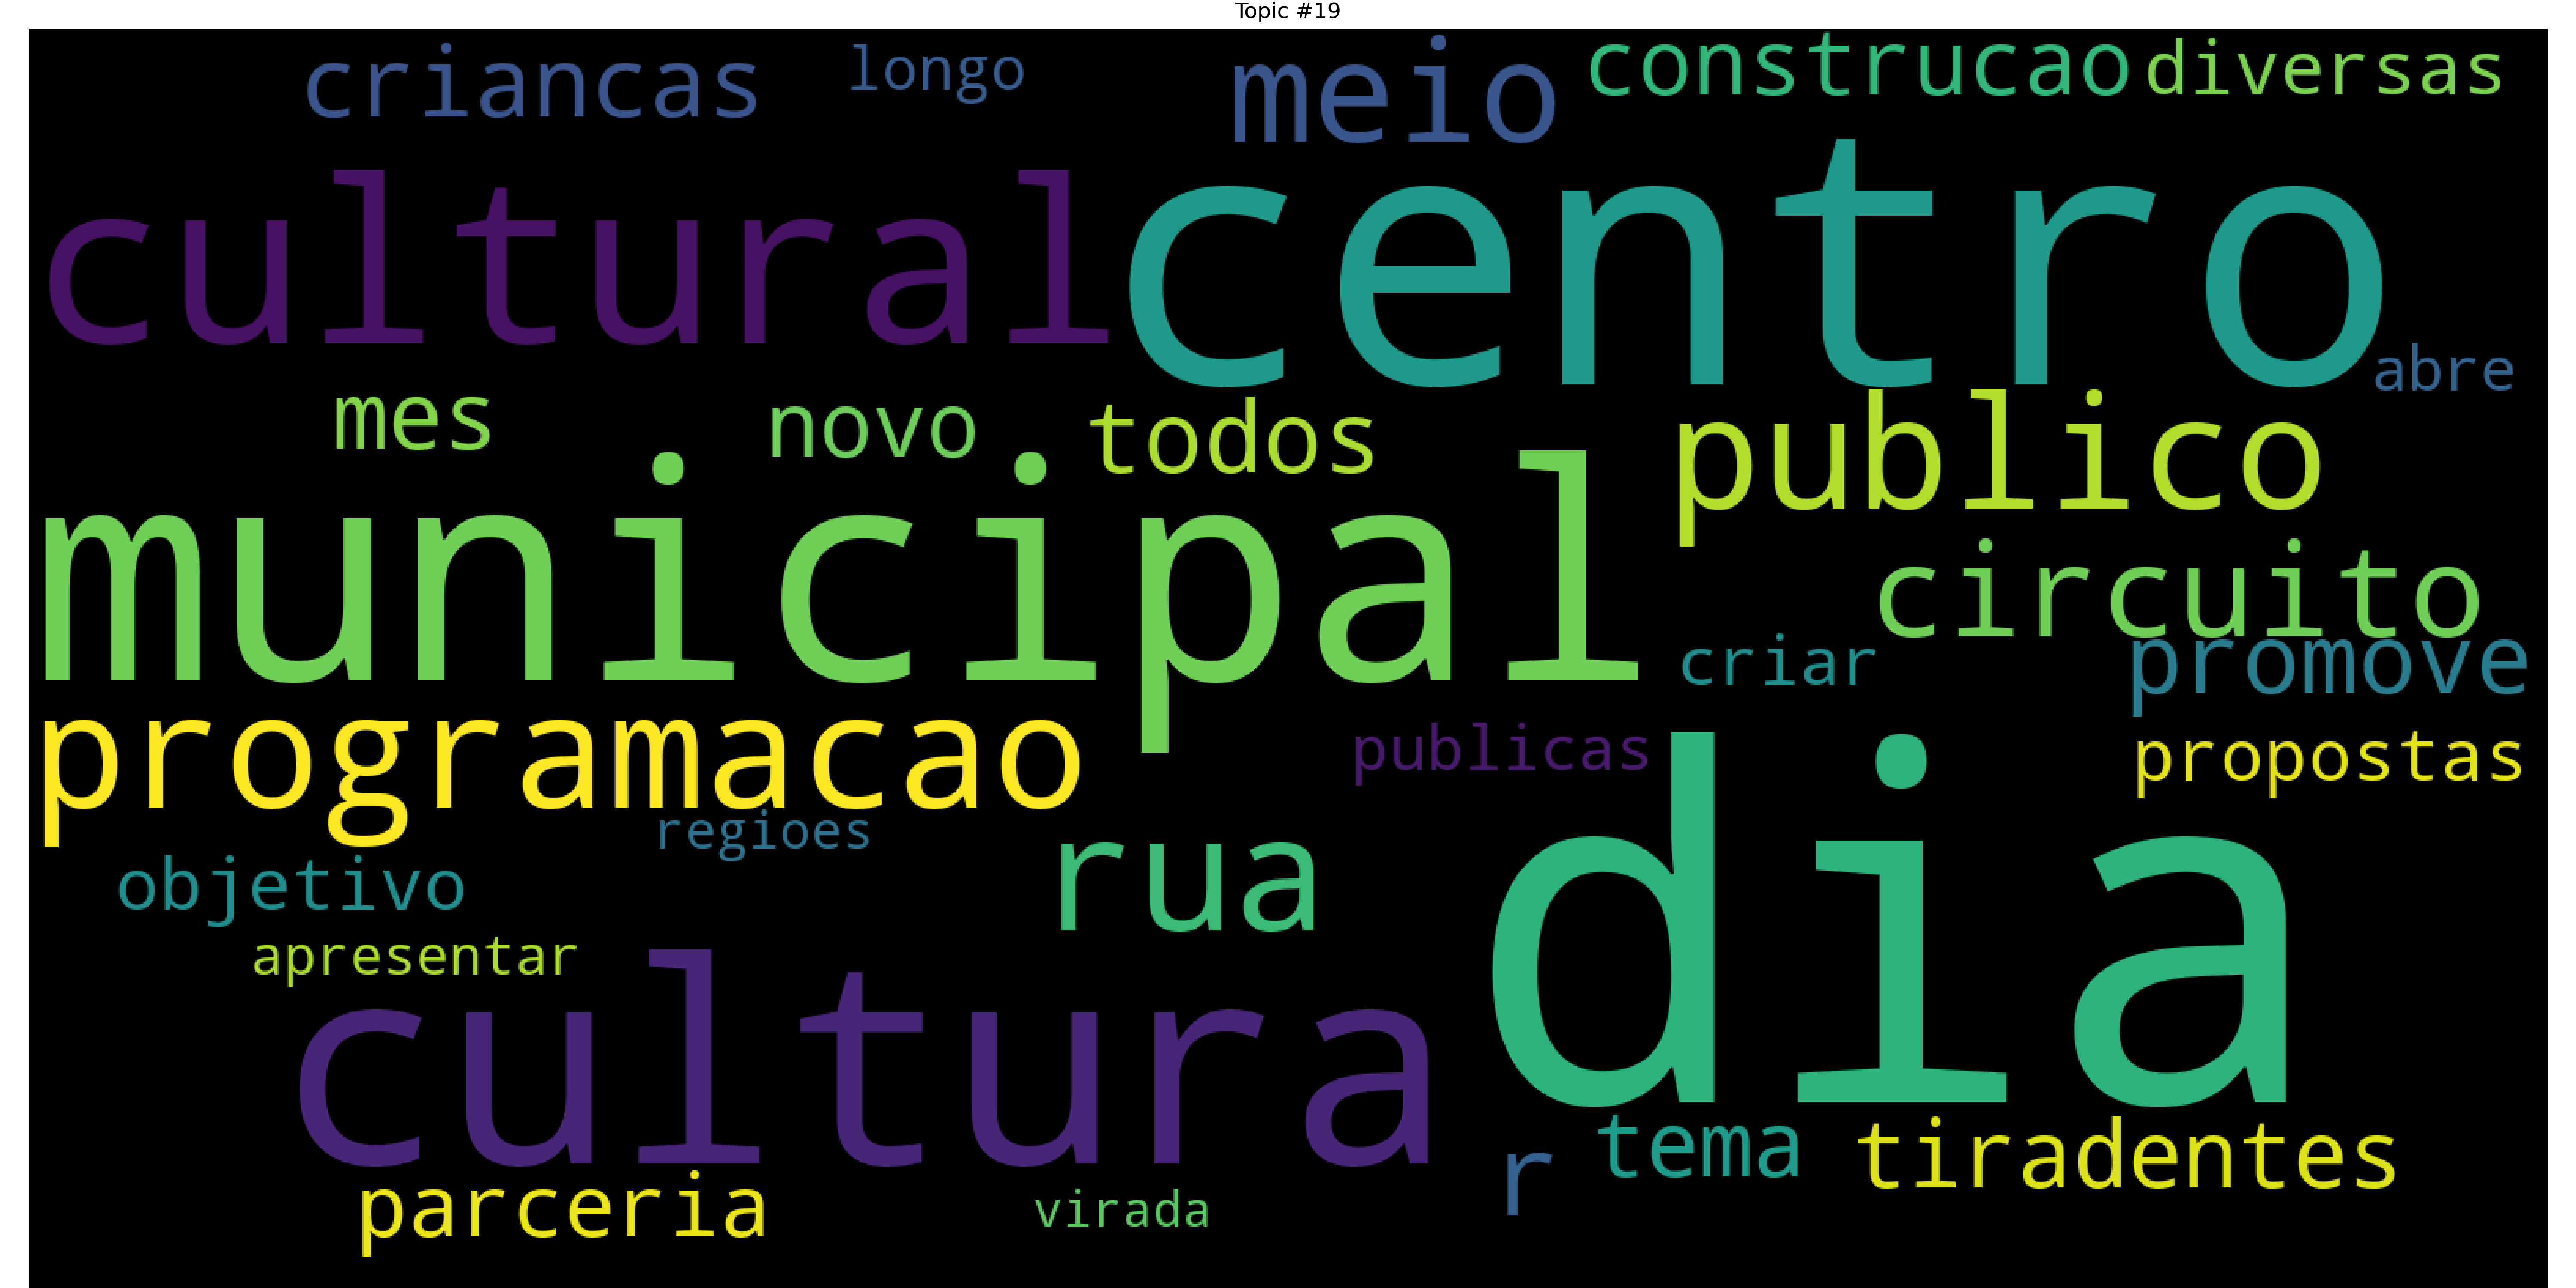 Topic #19
criancas longo meio construcao diversas
cultural centro
abre
mes novo todos publico
municipal circuito
criar promove
programacao publicas propostas
regioes
objetivo rua dia
apresentar
cultura
r tema tiradentes
parceria virada